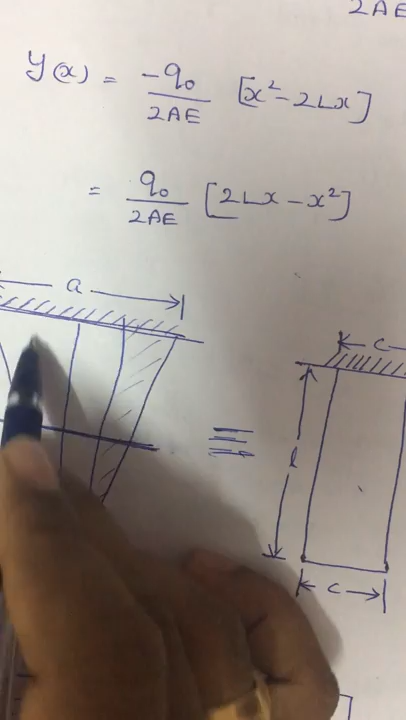 2AE
y(x) = -q₀/2AE [x² - 2Lx]
= q₀/2AE [2Lx - x²]
a
c
≡
l
c